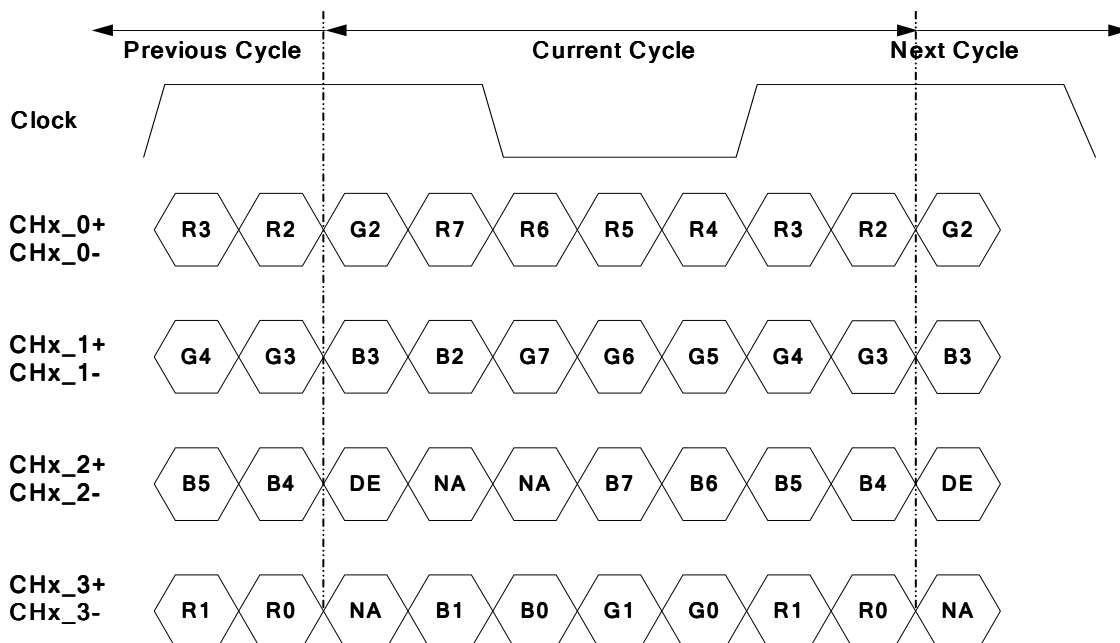 Previous Cycle Current Cycle Next Cycle
Clock
CHx_0+
CHx_0-
R3 R2 G2 R7 R6 R5 R4 R3 R2 G2
CHx_1+
CHx_1-
G4 G3 B3 B2 G7 G6 G5 G4 G3 B3
CHx_2+
CHx_2-
B5 B4 DE NA NA B7 B6 B5 B4 DE
CHx_3+
CHx_3-
R1 R0 NA B1 B0 G1 G0 R1 R0 NA